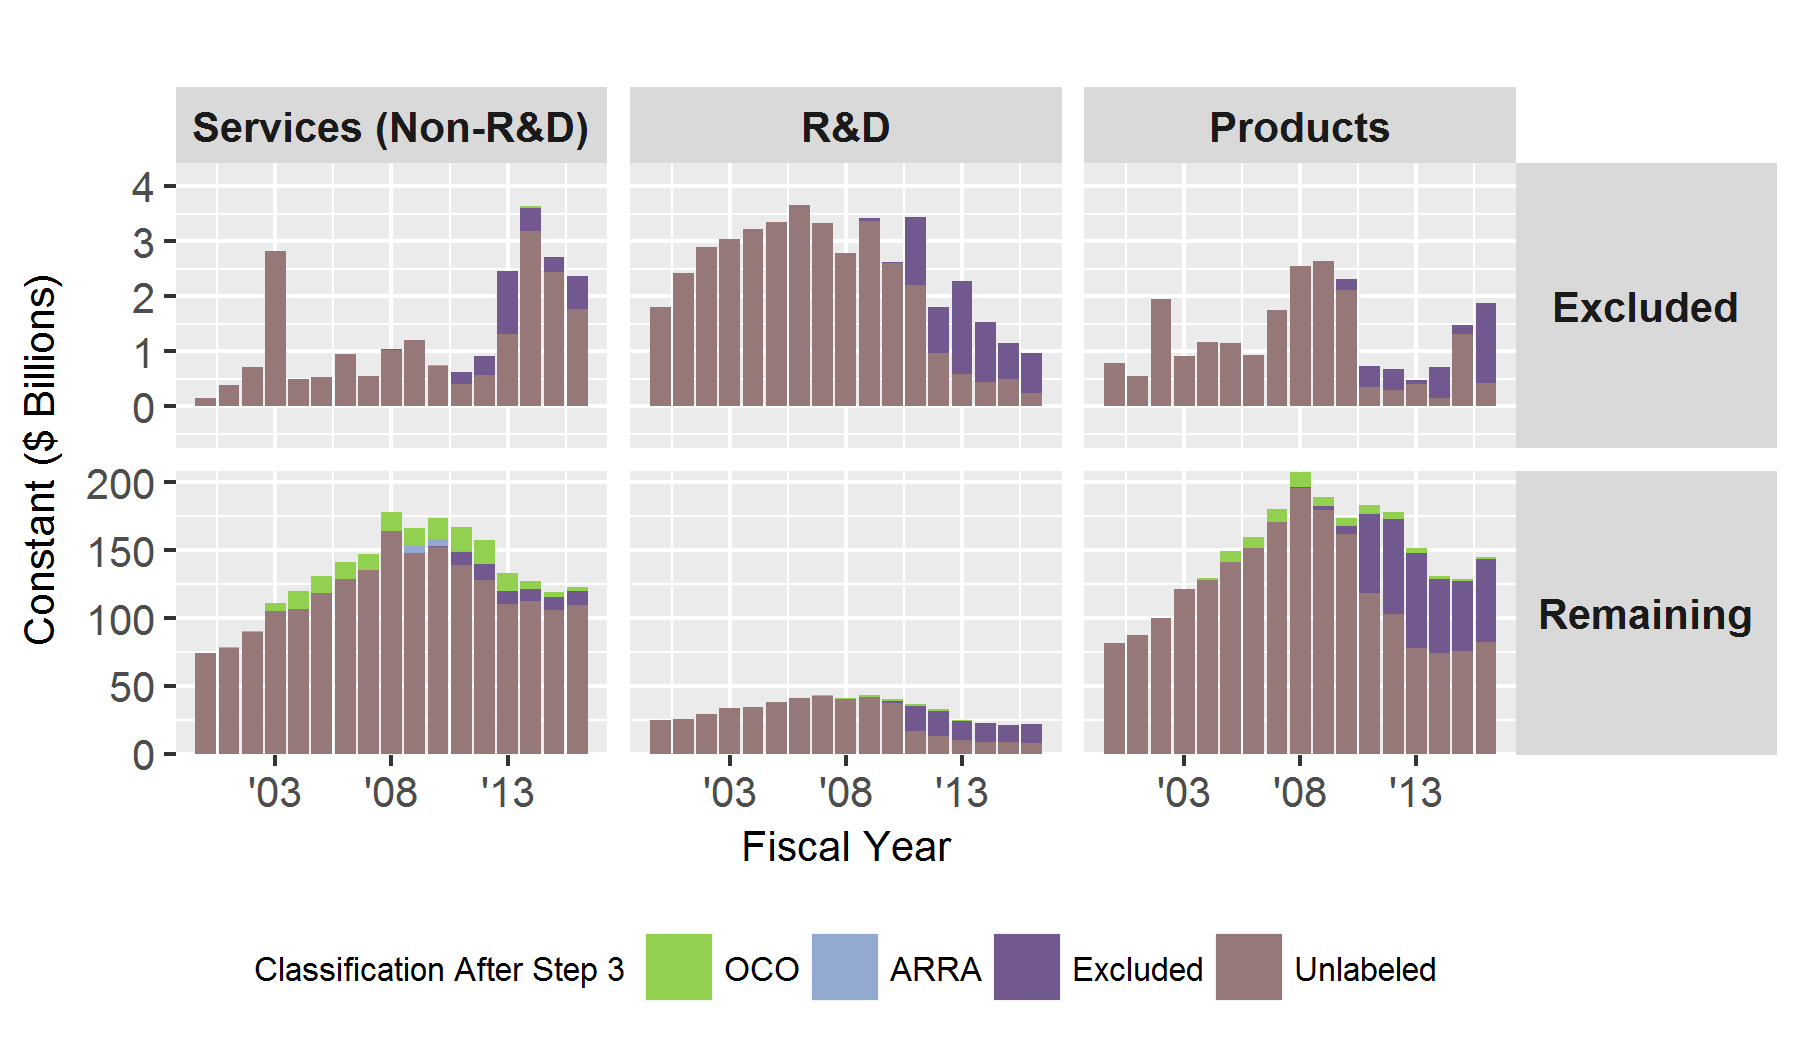 Services (Non-R&D)
R&D
Products
4
3
2
1
0
Excluded
200
150
100
50
0
Remaining
Constant ($ Billions)
'03
'08
'13
'03
'08
'13
'03
'08
'13
Fiscal Year
Classification After Step 3
OCO
ARRA
Excluded
Unlabeled